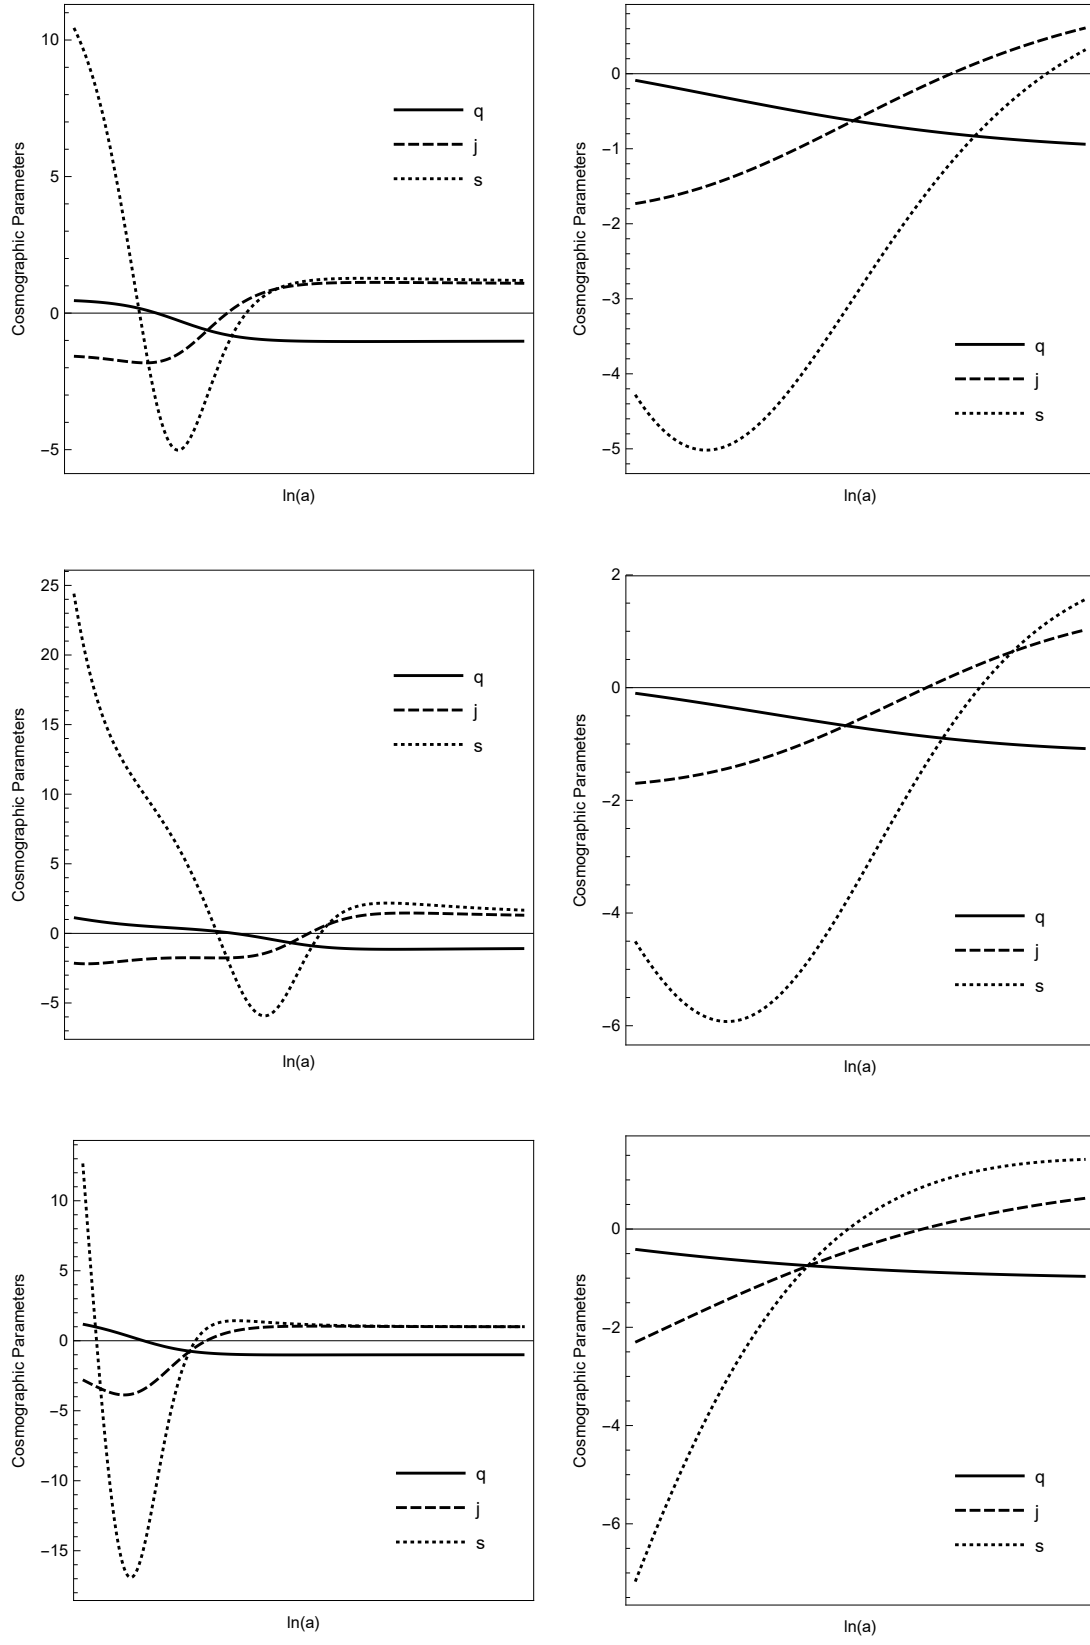 Cosmographic Parameters
10
5
0
−5
q
j
s
ln(a)
Cosmographic Parameters
0
−1
−2
−3
−4
−5
q
j
s
ln(a)
Cosmographic Parameters
25
20
15
10
5
0
−5
q
j
s
ln(a)
Cosmographic Parameters
2
0
−2
−4
−6
q
j
s
ln(a)
Cosmographic Parameters
10
5
0
−5
−10
−15
q
j
s
ln(a)
Cosmographic Parameters
0
−2
−4
−6
q
j
s
ln(a)